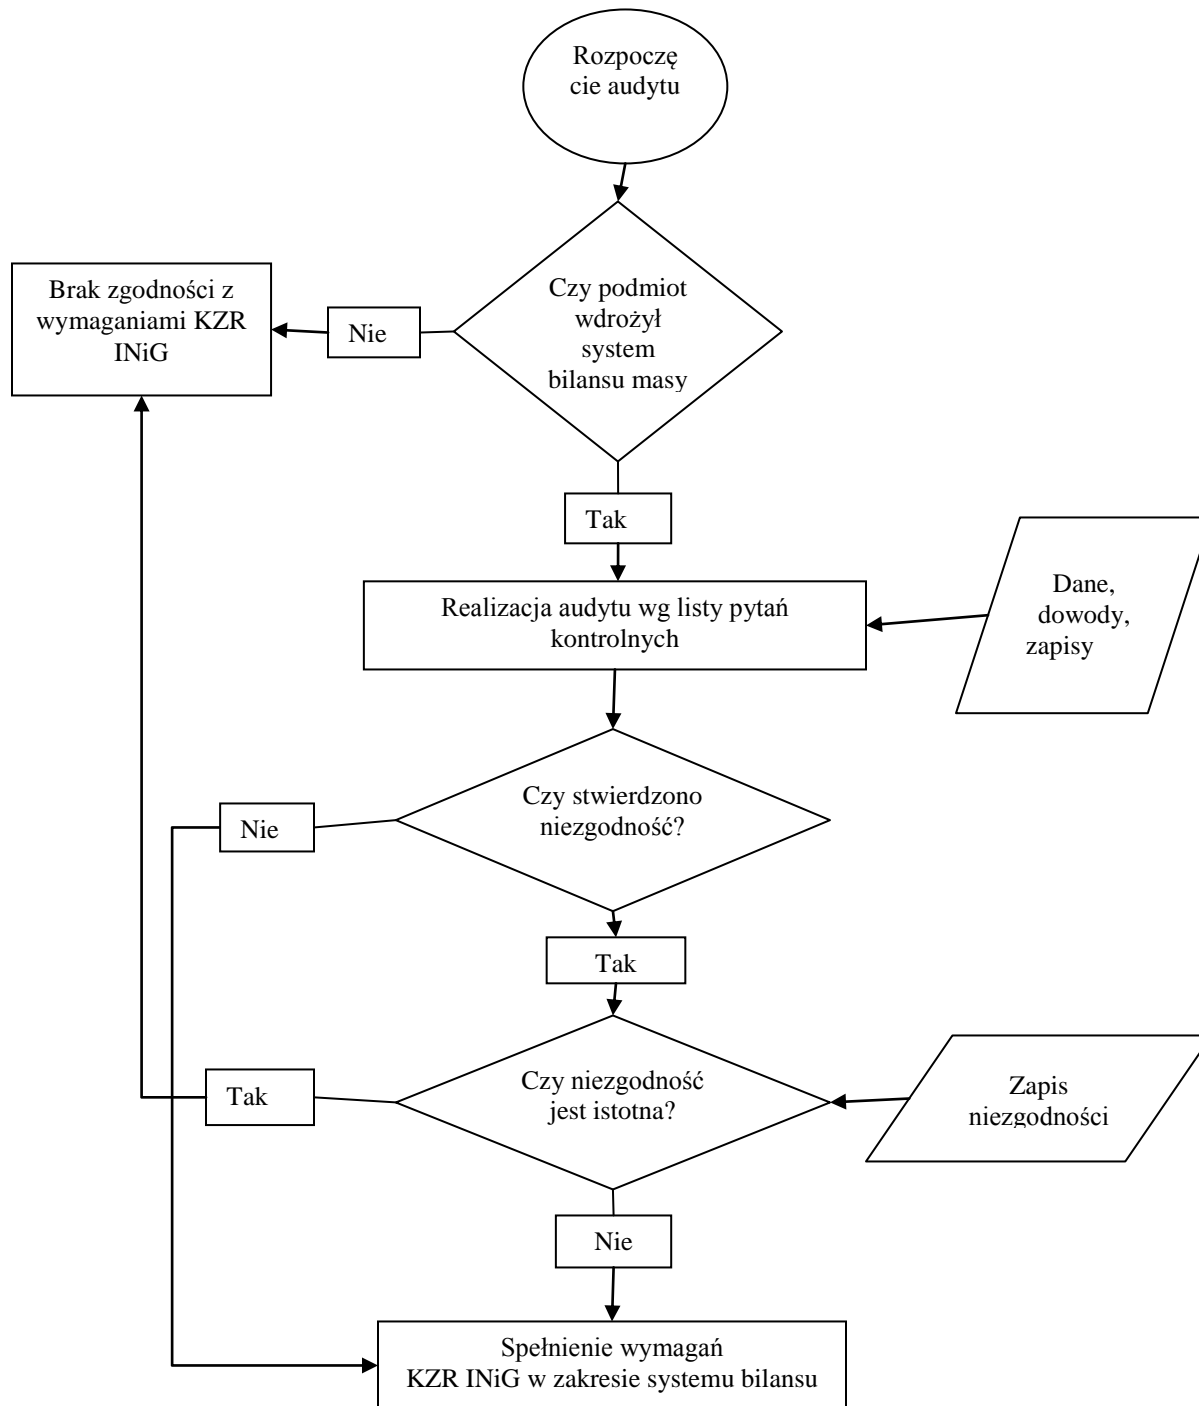 Rozpoczę
cie audytu
Czy podmiot
wdrożył
system
bilansu masy
Nie
Brak zgodności z
wymaganiami KZR
INiG
Tak
Realizacja audytu wg listy pytań
kontrolnych
Dane,
dowody,
zapisy
Czy stwierdzono
niezgodność?
Nie
Tak
Czy niezgodność
jest istotna?
Tak
Zapis
niezgodności
Nie
Spełnienie wymagań
KZR INiG w zakresie systemu bilansu